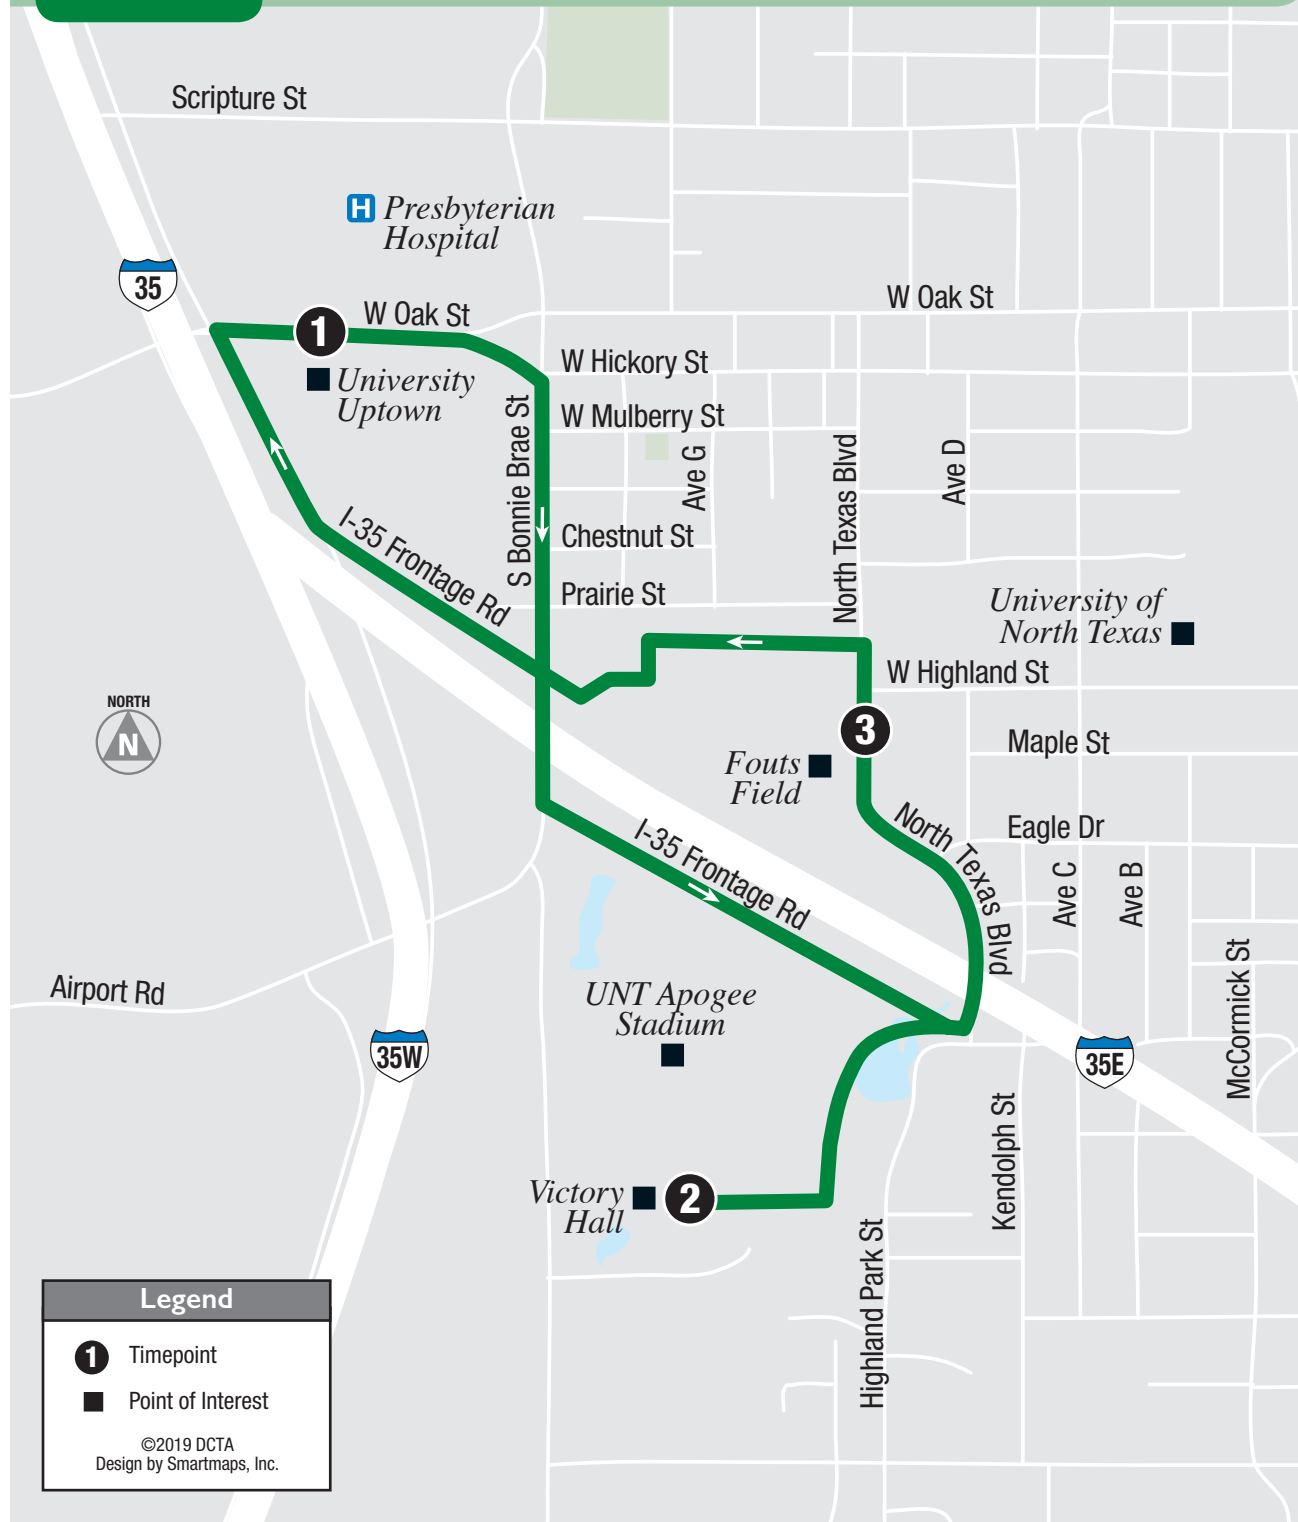 Scripture St
H
Presbyterian
Hospital
35
W Oak St
W Oak St
1
W Hickory St
University
Uptown
W Mulberry St
S Bonnie Brae St
Ave G
North Texas Blvd
Ave D
I-35 Frontage Rd
Chestnut St
Prairie St
University of
North Texas
W Highland St
NORTH
N
3
Maple St
Fouts
Field
North Texas Blvd
Eagle Dr
I-35 Frontage Rd
Ave C
Ave B
McCormick St
Airport Rd
UNT Apogee
Stadium
35W
35E
Kendolph St
Victory
Hall
2
Highland Park St
Legend
1 Timepoint
Point of Interest
©2019 DCTA
Design by Smartmaps, Inc.